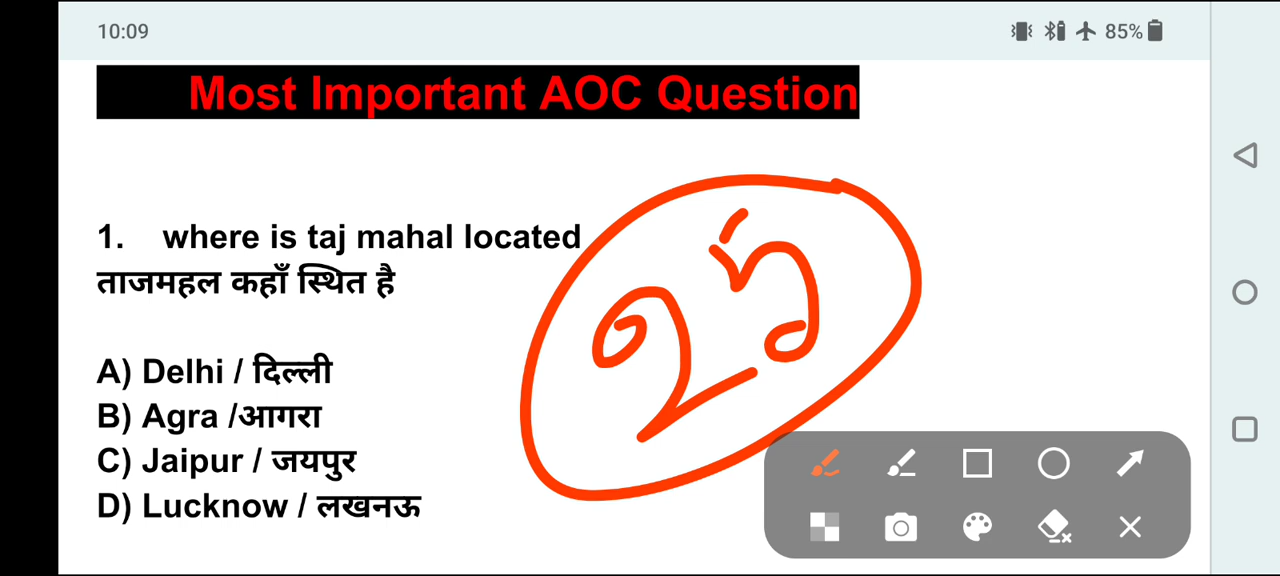 10:09
85%
Most Important AOC Question
1. where is taj mahal located
ताजमहल कहाँ स्थित है
25
A) Delhi / दिल्ली
B) Agra /आगरा
C) Jaipur / जयपुर
D) Lucknow / लखनऊ